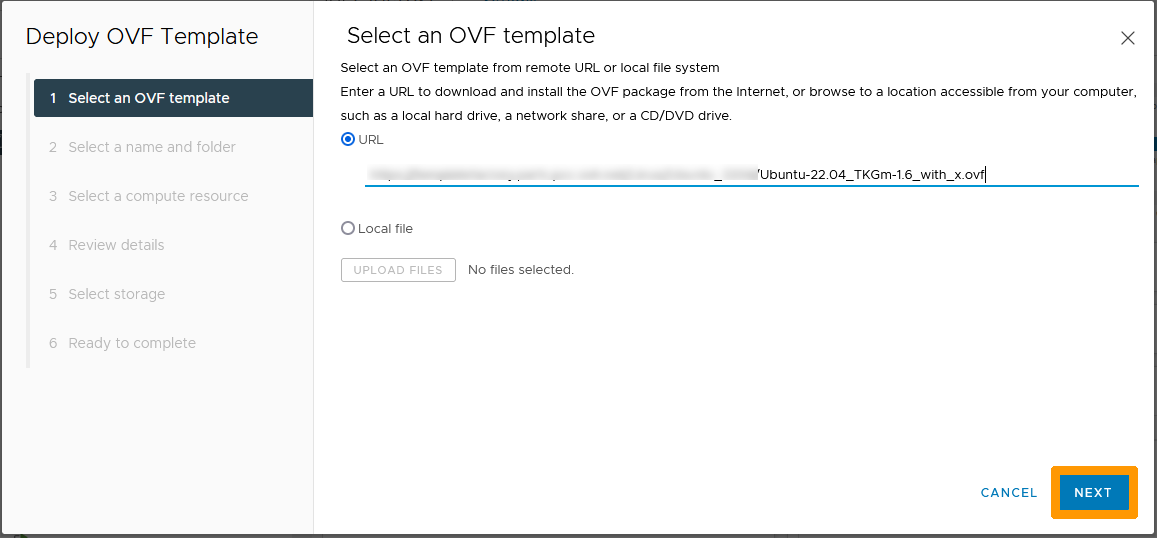 Deploy OVF Template
1 Select an OVF template
2 Select a name and folder
3 Select a compute resource
4 Review details
5 Select storage
6 Ready to complete
Select an OVF template
Select an OVF template from remote URL or local file system
Enter a URL to download and install the OVF package from the Internet, or browse to a location accessible from your computer,
such as a local hard drive, a network share, or a CD/DVD drive.
URL
/Ubuntu-22.04_TKGm-1.6_with_x.ovf
Local file
UPLOAD FILES No files selected.
CANCEL NEXT